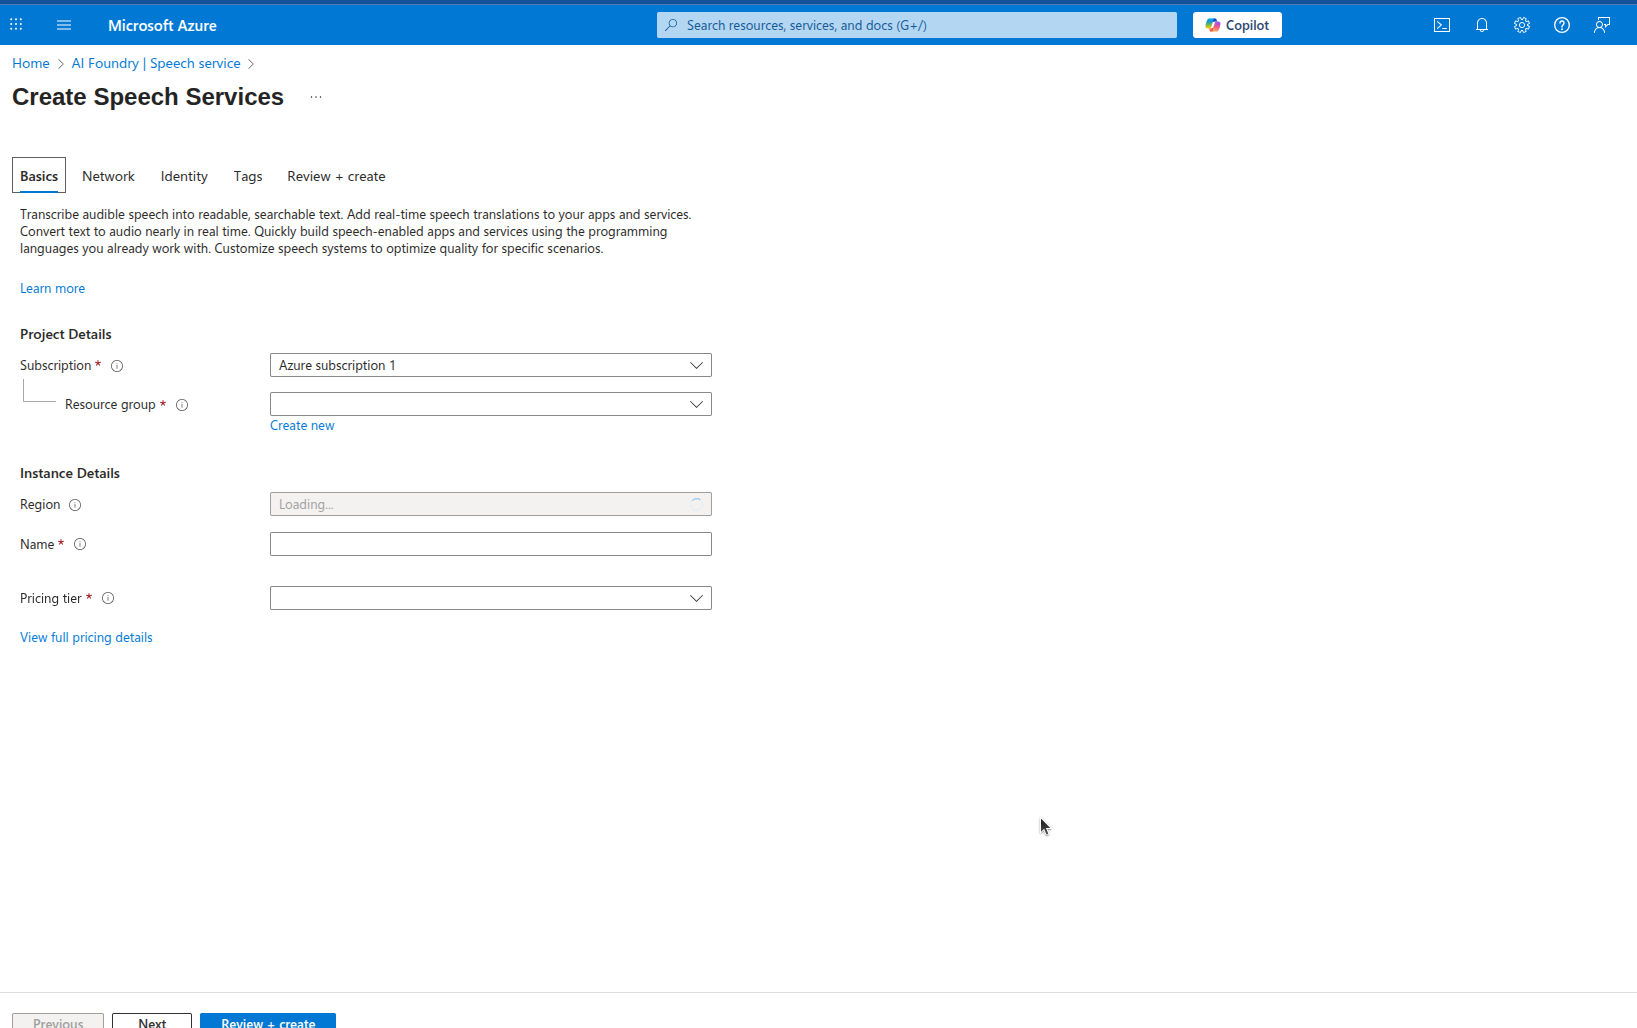 Microsoft Azure
Search resources, services, and docs (G+/)
Copilot
Home > AI Foundry | Speech service >
Create Speech Services ...
Basics Network Identity Tags Review + create
Transcribe audible speech into readable, searchable text. Add real-time speech translations to your apps and services.
Convert text to audio nearly in real time. Quickly build speech-enabled apps and services using the programming
languages you already work with. Customize speech systems to optimize quality for specific scenarios.
Learn more
Project Details
Subscription *
Azure subscription 1
Resource group *
Create new
Instance Details
Region
Loading...
Name *
Pricing tier *
View full pricing details
Previous Next Review + create